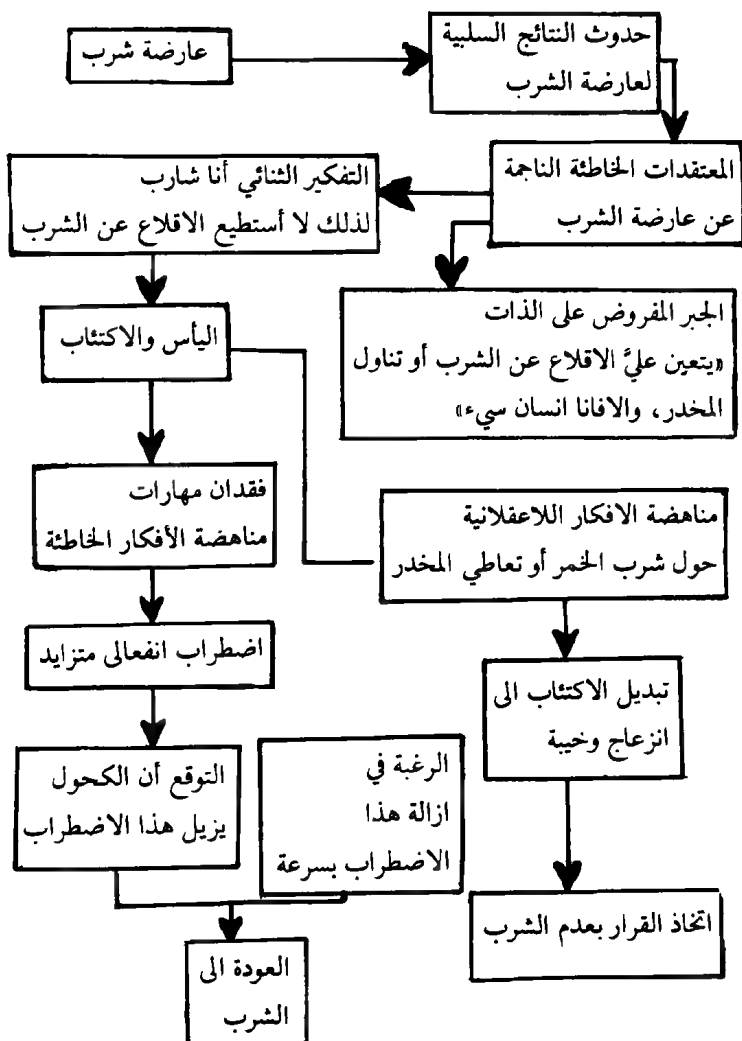 عارضة شرب
حدوث النتائج السلبية
لعارضة الشرب
المعتقدات الخاطئة الناجمة
عن عارضة الشرب
التفكير الثنائي أنا شارب
لذلك لا أستطيع الاقلاع عن الشرب
الجبر المفروض على الذات
«يتعين عليَّ الاقلاع عن الشرب أو تناول
المخدر، والافانا انسان سيء»
اليأس والاكتئاب
فقدان مهارات
مناهضة الأفكار الخاطئة
مناهضة الافكار اللاعقلانية
حول شرب الخمر أو تعاطي المخدر
اضطراب انفعالى متزايد
تبديل الاكتئاب الى
انزعاج وخيبة
التوقع أن الكحول
يزيل هذا الاضطراب
الرغبة في
ازالة هذا
الاضطراب بسرعة
اتخاذ القرار بعدم الشرب
العودة الى
الشرب